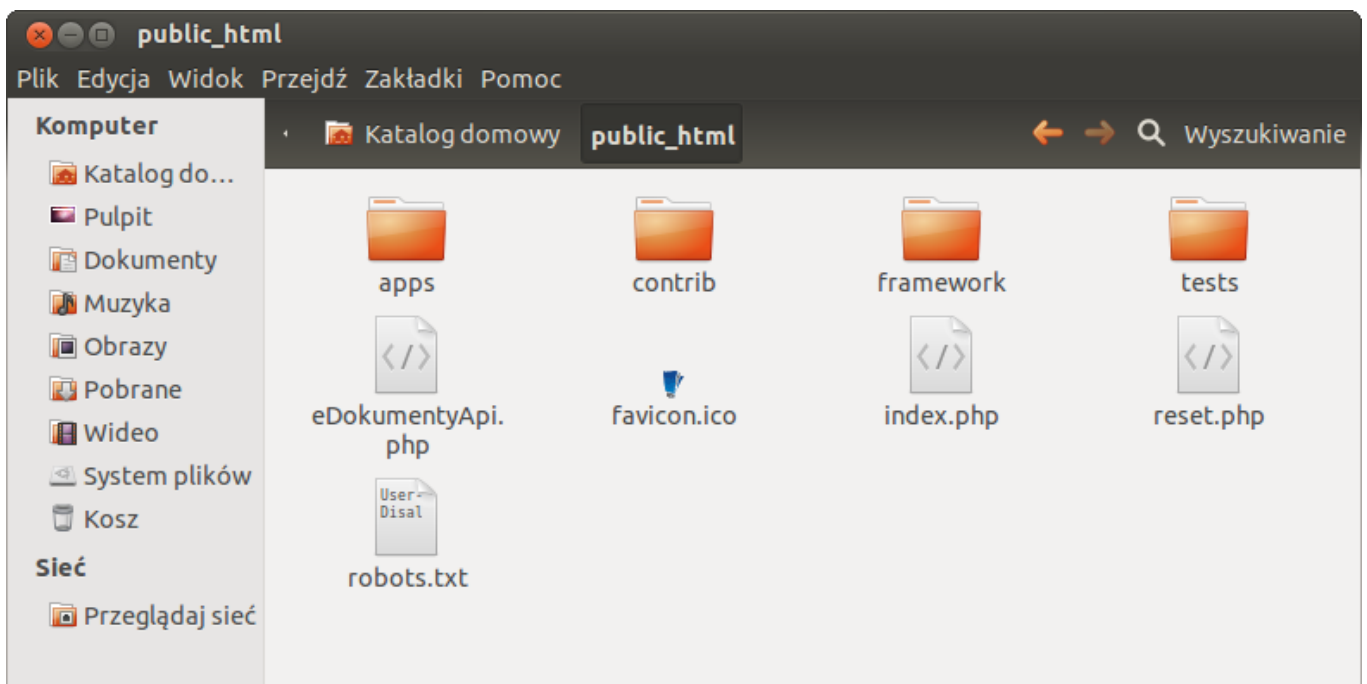 public_html
Plik Edycja Widok Przejdź Zakładki Pomoc
Komputer
Katalog do...
Pulpit
Dokumenty
Muzyka
Obrazy
Pobrane
Wideo
System plików
Kosz
Sieć
Przeglądaj sieć
Katalog domowy public_html Wyszukiwanie
apps contrib framework tests
eDokumentyApi. favicon.ico index.php reset.php
php
User-
Disal
robots.txt